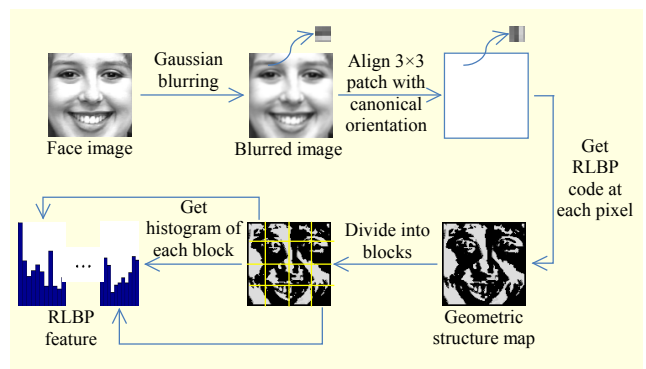 Gaussian
blurring
Align 3×3
patch with
canonical
orientation
Face image
Blurred image
Get
RLBP
code at
each pixel
Get
histogram of
each block
Divide into
blocks
...
RLBP
feature
Geometric
structure map